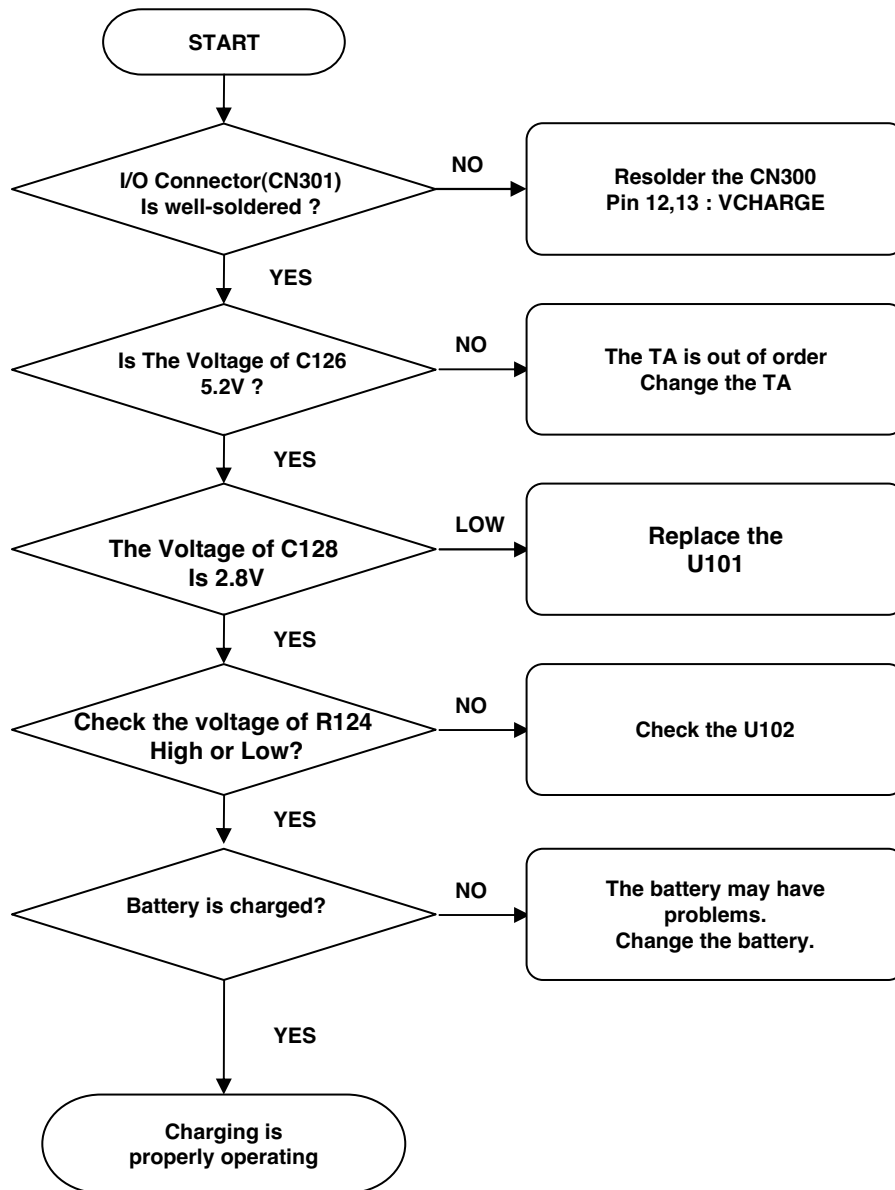 START
I/O Connector(CN301)
Is well-soldered ?
NO
Resolder the CN300
Pin 12,13 : VCHARGE
YES
Is The Voltage of C126
5.2V ?
NO
The TA is out of order
Change the TA
YES
The Voltage of C128
Is 2.8V
LOW
Replace the
U101
YES
Check the voltage of R124
High or Low?
NO
Check the U102
YES
Battery is charged?
NO
The battery may have
problems.
Change the battery.
YES
Charging is
properly operating